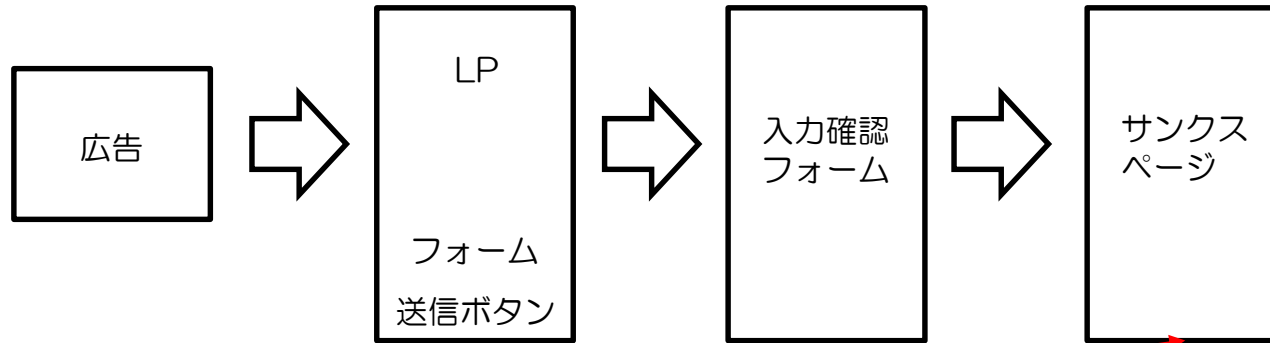 広告
LP
フォーム
送信ボタン
入力確認
フォーム
サンクス
ページ